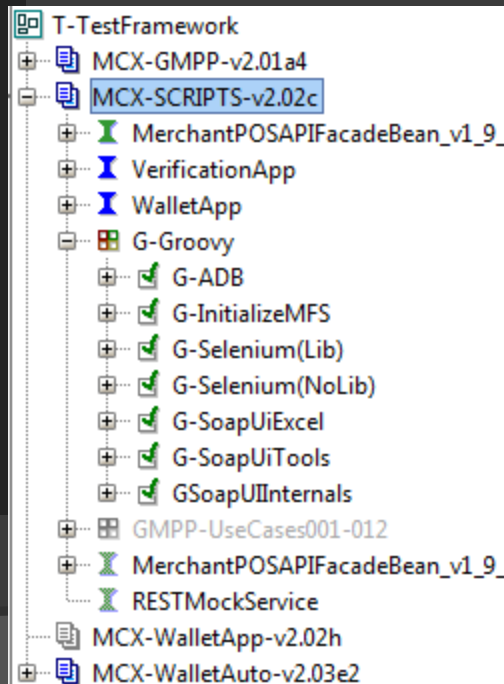 T-TestFramework
MCX-GMPP-v2.01a4
MCX-SCRIPTS-v2.02c
MerchantPOSAPIFacadeBean_v1_9_
VerificationApp
WalletApp
G-Groovy
G-ADB
G-InitializeMFS
G-Selenium(Lib)
G-Selenium(NoLib)
G-SoapUiExcel
G-SoapUiTools
GSoapUIInternals
GMPP-UseCases001-012
MerchantPOSAPIFacadeBean_v1_9_
RESTMockService
MCX-WalletApp-v2.02h
MCX-WalletAuto-v2.03e2